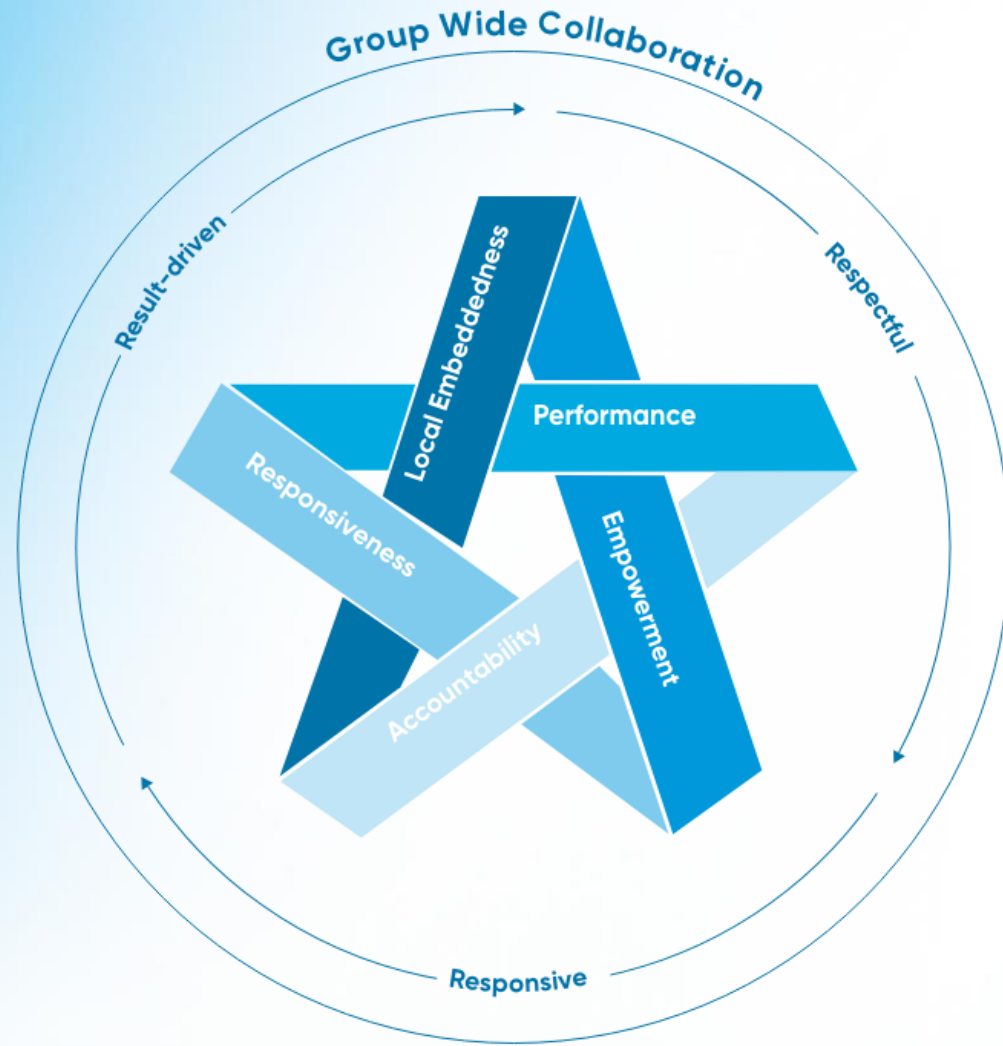 Group Wide Collaboration
Result-driven
Respectful
Local Embeddedness
Performance
Responsiveness
Empowerment
Accountability
Responsive